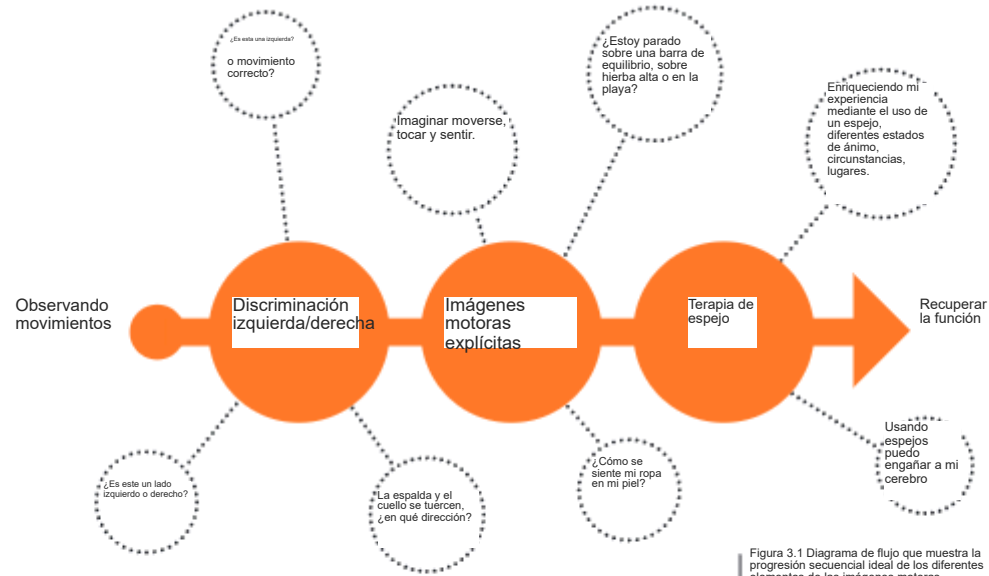 ¿Es esta una izquierda?
o movimiento
correcto?
Imaginar moverse,
tocar y sentir.
¿Estoy parado
sobre una barra de
equilibrio, sobre
hierba alta o en la
playa?
Enriqueciendo mi
experiencia
mediante el uso de
un espejo,
diferentes estados
de ánimo,
circunstancias,
lugares.
Observando
movimientos
Discriminación
izquierda/derecha
Imágenes
motoras
explícitas
Terapia de
espejo
Recuperar
la función
¿Es este un lado
izquierdo o derecho?
La espalda y el
cuello se tuercen,
¿en qué dirección?
¿Cómo se
siente mi ropa
en mi piel?
Usando
espejos
puedo
engañar a mi
cerebro
Figura 3.1 Diagrama de flujo que muestra la
progresión secuencial ideal de los diferentes
elementos de las imágenes motoras